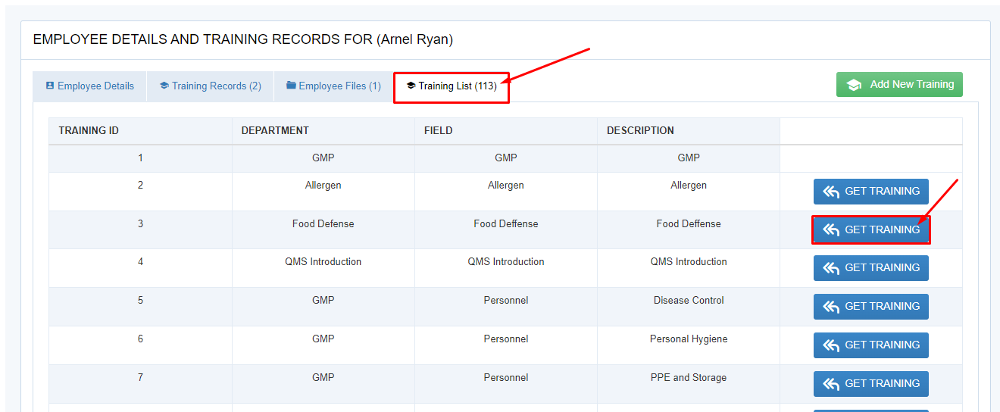 EMPLOYEE DETAILS AND TRAINING RECORDS FOR (Arnel Ryan)
Employee Details Training Records (2) Employee Files (1) Training List (113) Add New Training
TRAINING ID DEPARTMENT FIELD DESCRIPTION
1 GMP GMP GMP
2 Allergen Allergen Allergen GET TRAINING
3 Food Defense Food Deffense Food Deffense GET TRAINING
4 QMS Introduction QMS Introduction QMS Introduction GET TRAINING
5 GMP Personnel Disease Control GET TRAINING
6 GMP Personnel Personal Hygiene GET TRAINING
7 GMP Personnel PPE and Storage GET TRAINING